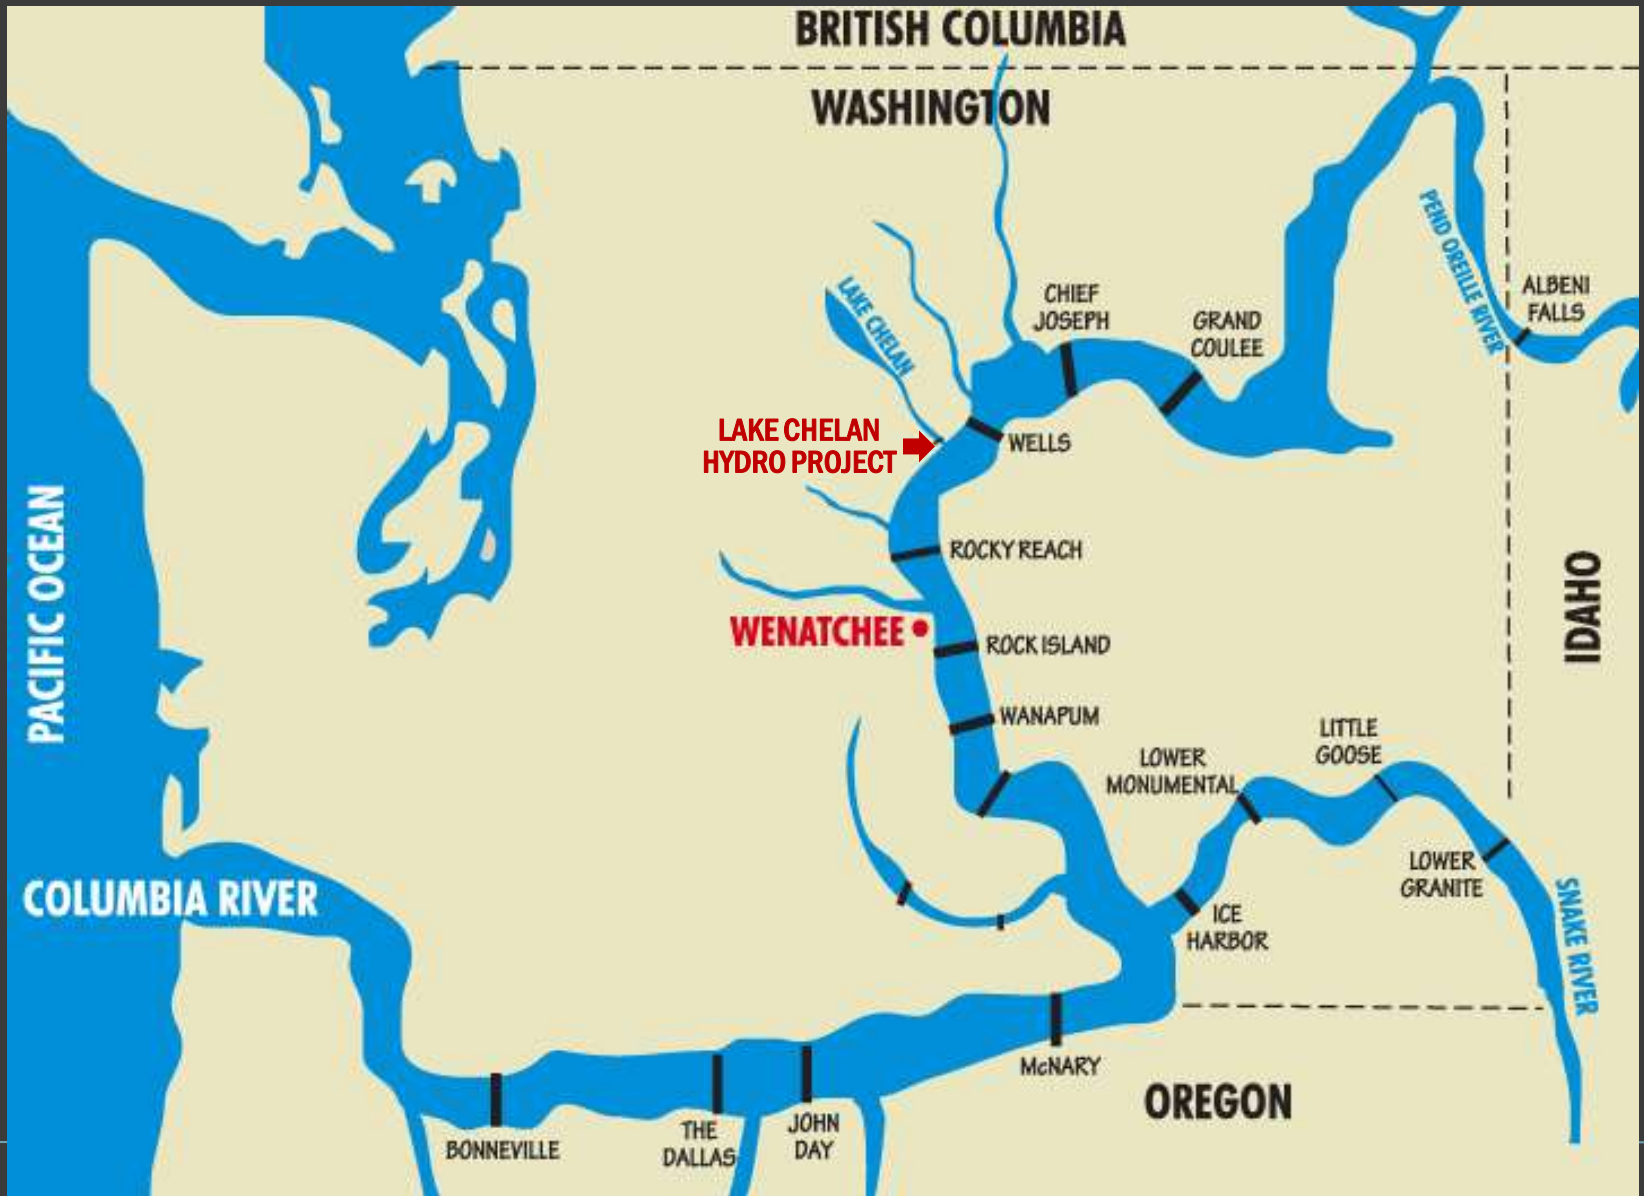 BRITISH COLUMBIA
WASHINGTON
PEND OREILLE RIVER
ALBENI
FALLS
LAKE CHELAN
CHIEF
JOSEPH
GRAND
COULEE
LAKE CHELAN
HYDRO PROJECT
WELLS
PACIFIC OCEAN
ROCKY REACH
IDAHO
WENATCHEE
ROCK ISLAND
WANAPUM
LITTLE
GOOSE
LOWER
MONUMENTAL
LOWER
GRANITE
COLUMBIA RIVER
SNAKE RIVER
ICE
HARBOR
McNARY
OREGON
BONNEVILLE
THE
DALLAS
JOHN
DAY